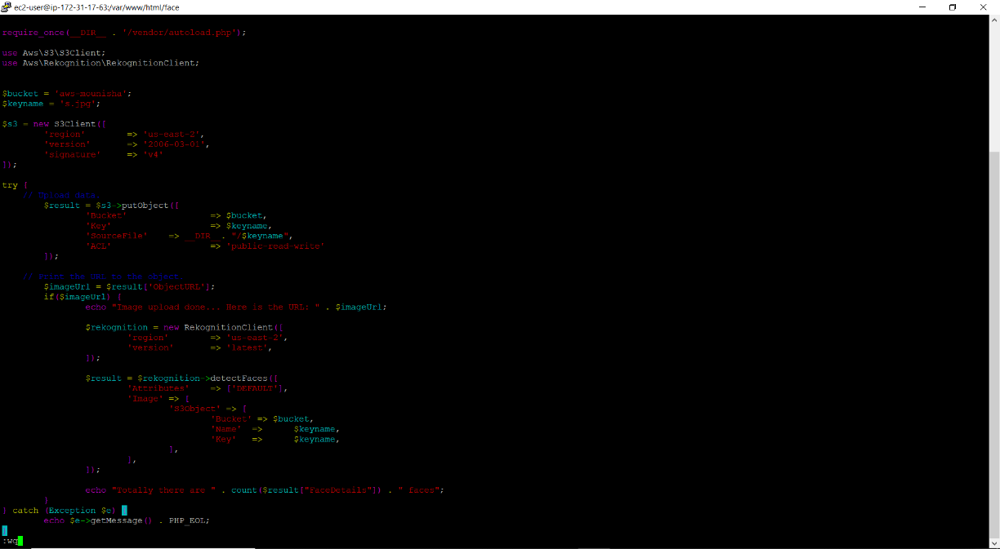 ec2-user@ip-172-31-17-63:/var/www/html/face
require_once(__DIR__ . '/vendor/autoload.php');
use Aws\S3\S3Client;
use Aws\Rekognition\RekognitionClient;
$bucket = 'aws-mounisha';
$keyname = 's.jpg';
$s3 = new S3Client([
'region' => 'us-east-2',
'version' => '2006-03-01',
'signature' => 'v4'
]);
try {
// Upload data.
$result = $s3->putObject([
'Bucket' => $bucket,
'Key' => $keyname,
'SourceFile' => __DIR__. "/$keyname",
'ACL' => 'public-read-write'
]);
// Print the URL to the object.
$imageUrl = $result['ObjectURL'];
if($imageUrl) {
echo "Image upload done... Here is the URL: " . $imageUrl;
$rekognition = new RekognitionClient([
'region' => 'us-east-2',
'version' => 'latest',
]);
$result = $rekognition->detectFaces([
'Attributes' => ['DEFAULT'],
'Image' => [
'S3Object' => [
'Bucket' => $bucket,
'Name' => $keyname,
'Key' => $keyname,
],
],
]);
echo "Totally there are " . count($result["FaceDetails"]) . " faces";
}
} catch (Exception $e) {
echo $e->getMessage() . PHP_EOL;
}
:wq